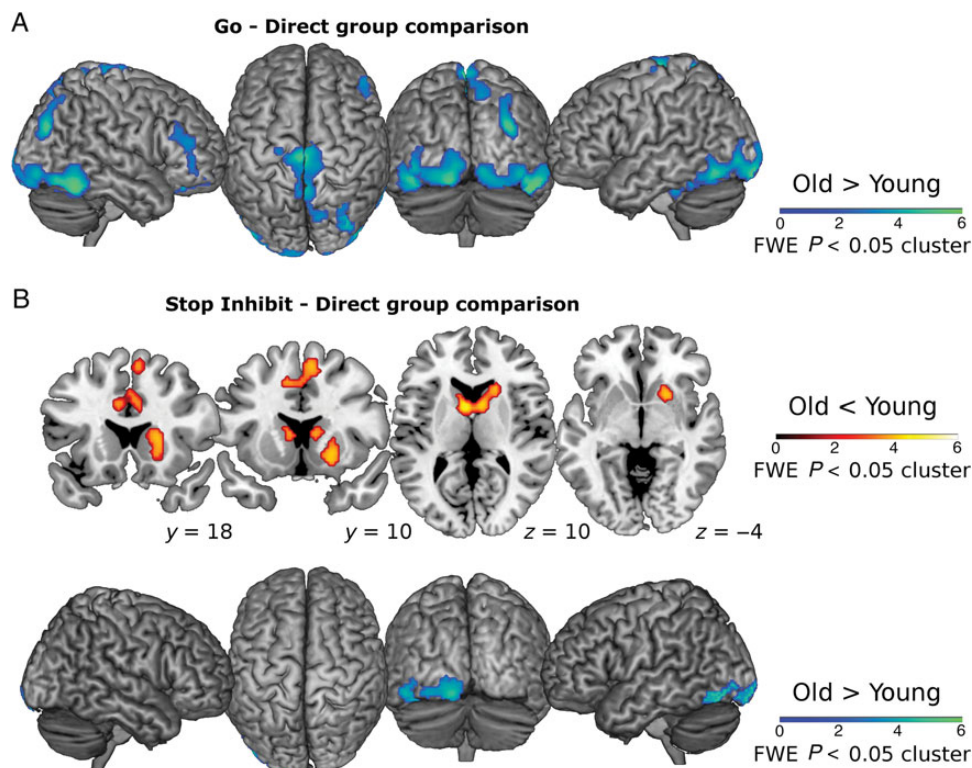 A
Go - Direct group comparison
Old > Young
0 2 4 6
FWE P < 0.05 cluster
B
Stop Inhibit - Direct group comparison
Old < Young
0 2 4 6
FWE P < 0.05 cluster
y = 18 y = 10 z = 10 z = −4
Old > Young
0 2 4 6
FWE P < 0.05 cluster